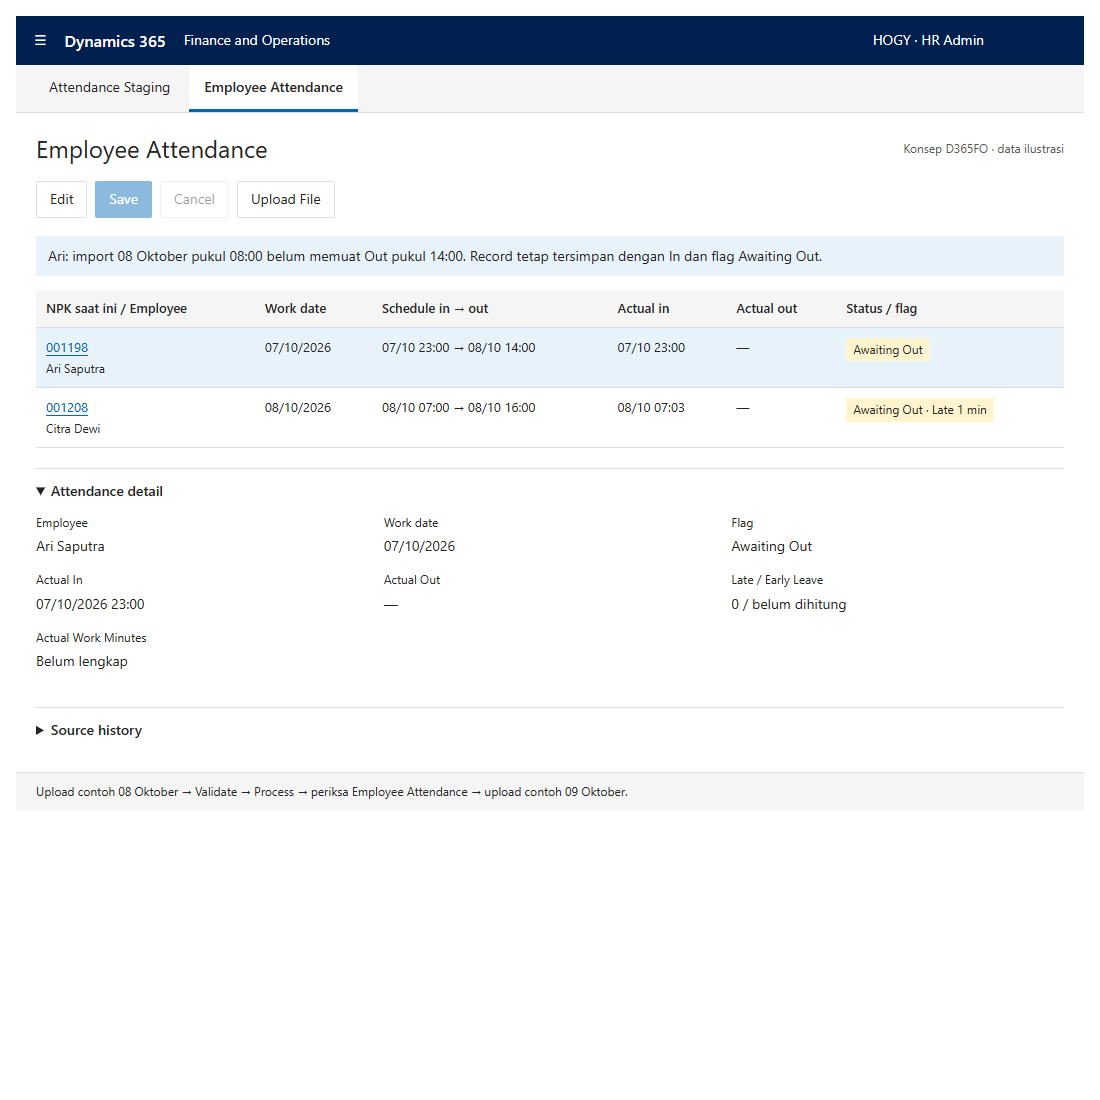 ☰ Dynamics 365 Finance and Operations HOGY · HR Admin
Attendance Staging Employee Attendance
Employee Attendance Konsep D365FO · data ilustrasi
Edit Save Cancel Upload File
Ari: import 08 Oktober pukul 08:00 belum memuat Out pukul 14:00. Record tetap tersimpan dengan In dan flag Awaiting Out.
NPK saat ini / Employee Work date Schedule in → out Actual in Actual out Status / flag
001198 07/10/2026 07/10 23:00 → 08/10 14:00 07/10 23:00 — Awaiting Out
Ari Saputra
001208 08/10/2026 08/10 07:00 → 08/10 16:00 08/10 07:03 — Awaiting Out · Late 1 min
Citra Dewi
▼ Attendance detail
Employee Work date Flag
Ari Saputra 07/10/2026 Awaiting Out
Actual In Actual Out Late / Early Leave
07/10/2026 23:00 — 0 / belum dihitung
Actual Work Minutes
Belum lengkap
▶ Source history
Upload contoh 08 Oktober → Validate → Process → periksa Employee Attendance → upload contoh 09 Oktober.